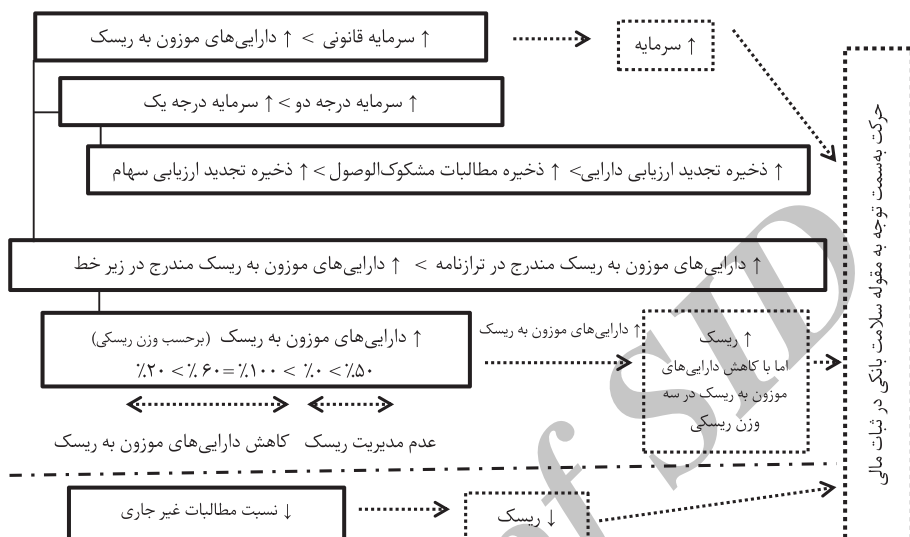 ↑ سرمایه قانونی > ↑ دارایی‌های موزون به ریسک
↑ سرمایه
↑ سرمایه درجه دو > ↑ سرمایه درجه یک
↑ ذخیره تجدید ارزیابی دارایی> ↑ ذخیره مطالبات مشکوک‌الوصول > ↑ ذخیره تجدید ارزیابی سهام
↑ دارایی‌های موزون به ریسک مندرج در ترازنامه > ↑ دارایی‌های موزون به ریسک مندرج در زیر خط
↑ دارایی‌های موزون به ریسک (برحسب وزن ریسکی)
٪۲۰ < ٪۶۰ = ٪۱۰۰ < ٪۰ < ٪۵۰
↑ دارایی‌های موزون به ریسک
↑ ریسک
اما با کاهش دارایی‌های
موزون به ریسک در سه
وزن ریسکی
عدم مدیریت ریسک
کاهش دارایی‌های موزون به ریسک
↓ نسبت مطالبات غیر جاری
↓ ریسک
حرکت به‌سمت توجه به مقوله سلامت بانکی در ثبات مالی
of SID